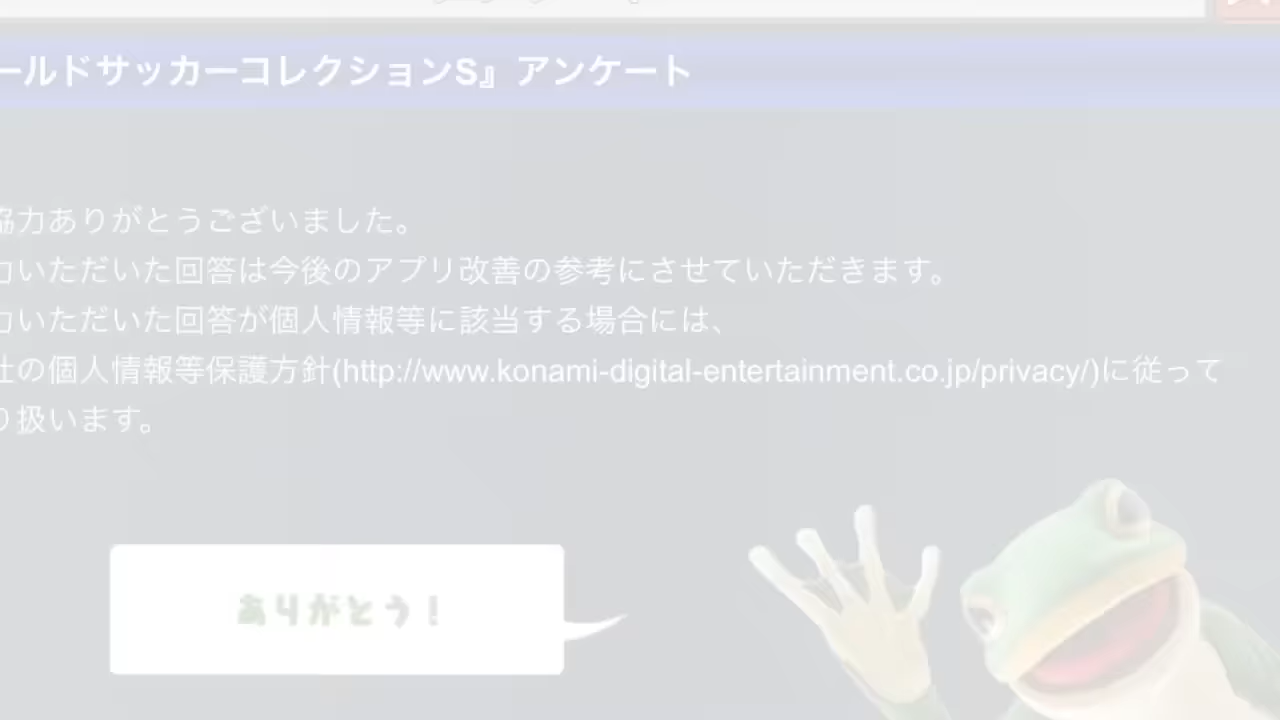 ールドサッカーコレクションS』アンケート
協力ありがとうございました。
力いただいた回答は今後のアプリ改善の参考にさせていただきます。
力いただいた回答が個人情報等に該当する場合には、
社の個人情報等保護方針(http://www.konami-digital-entertainment.co.jp/privacy/)に従って
り扱います。
ありがとう！